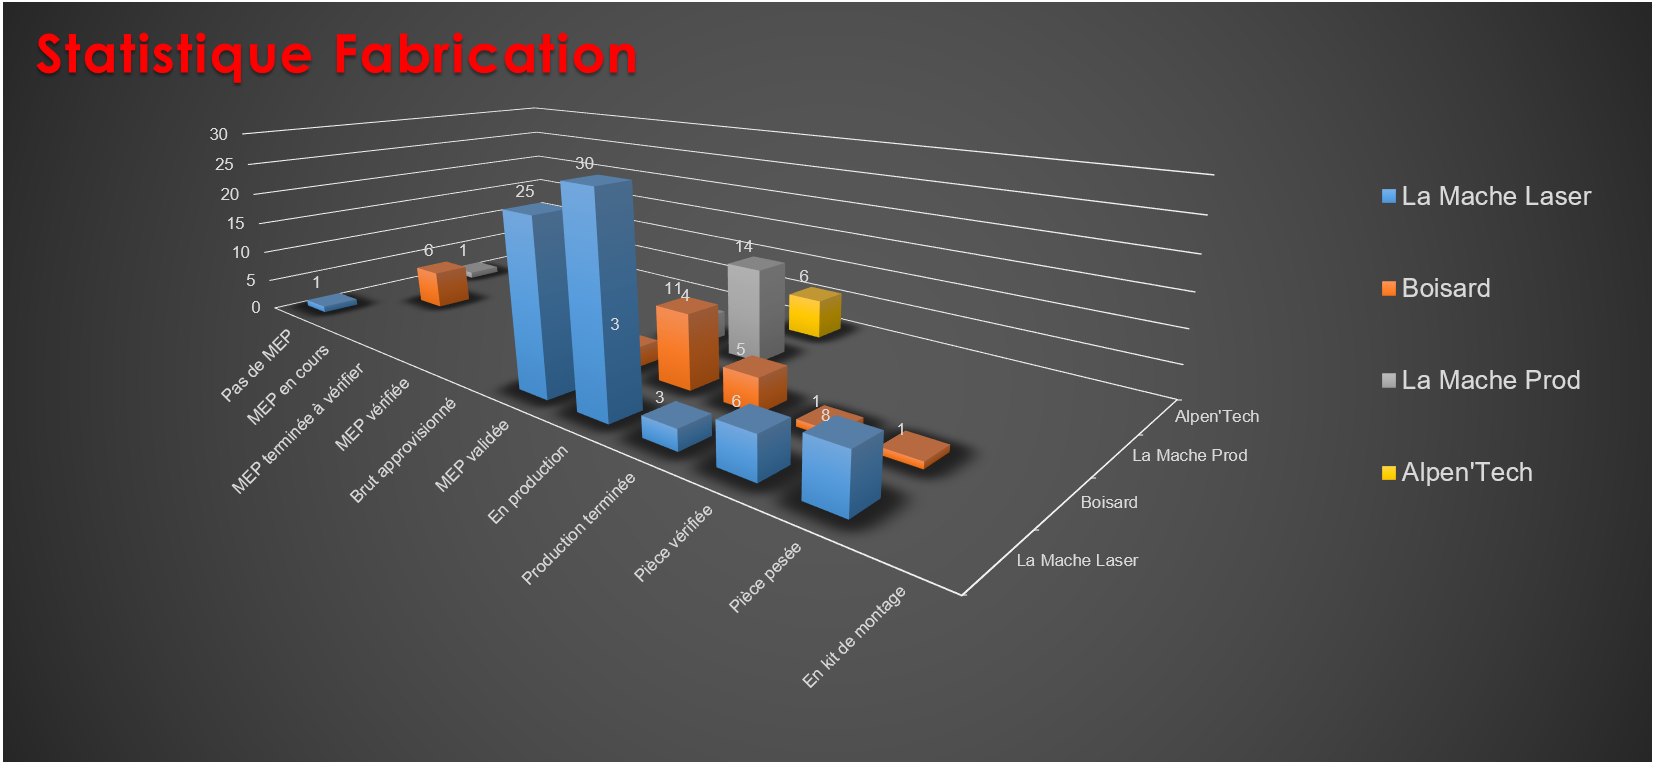 Statistique Fabrication
30
25
20
15
10
5
0
1
6
1
25
30
3
11
4
14
6
5
3
6
1
8
1
Pas de MEP
MEP en cours
MEP terminée à vérifier
MEP vérifiée
Brut approvisionné
MEP validée
En production
Production terminée
Pièce vérifiée
Pièce pesée
En kit de montage
Alpen'Tech
La Mache Prod
Boisard
La Mache Laser
La Mache Laser
Boisard
La Mache Prod
Alpen'Tech